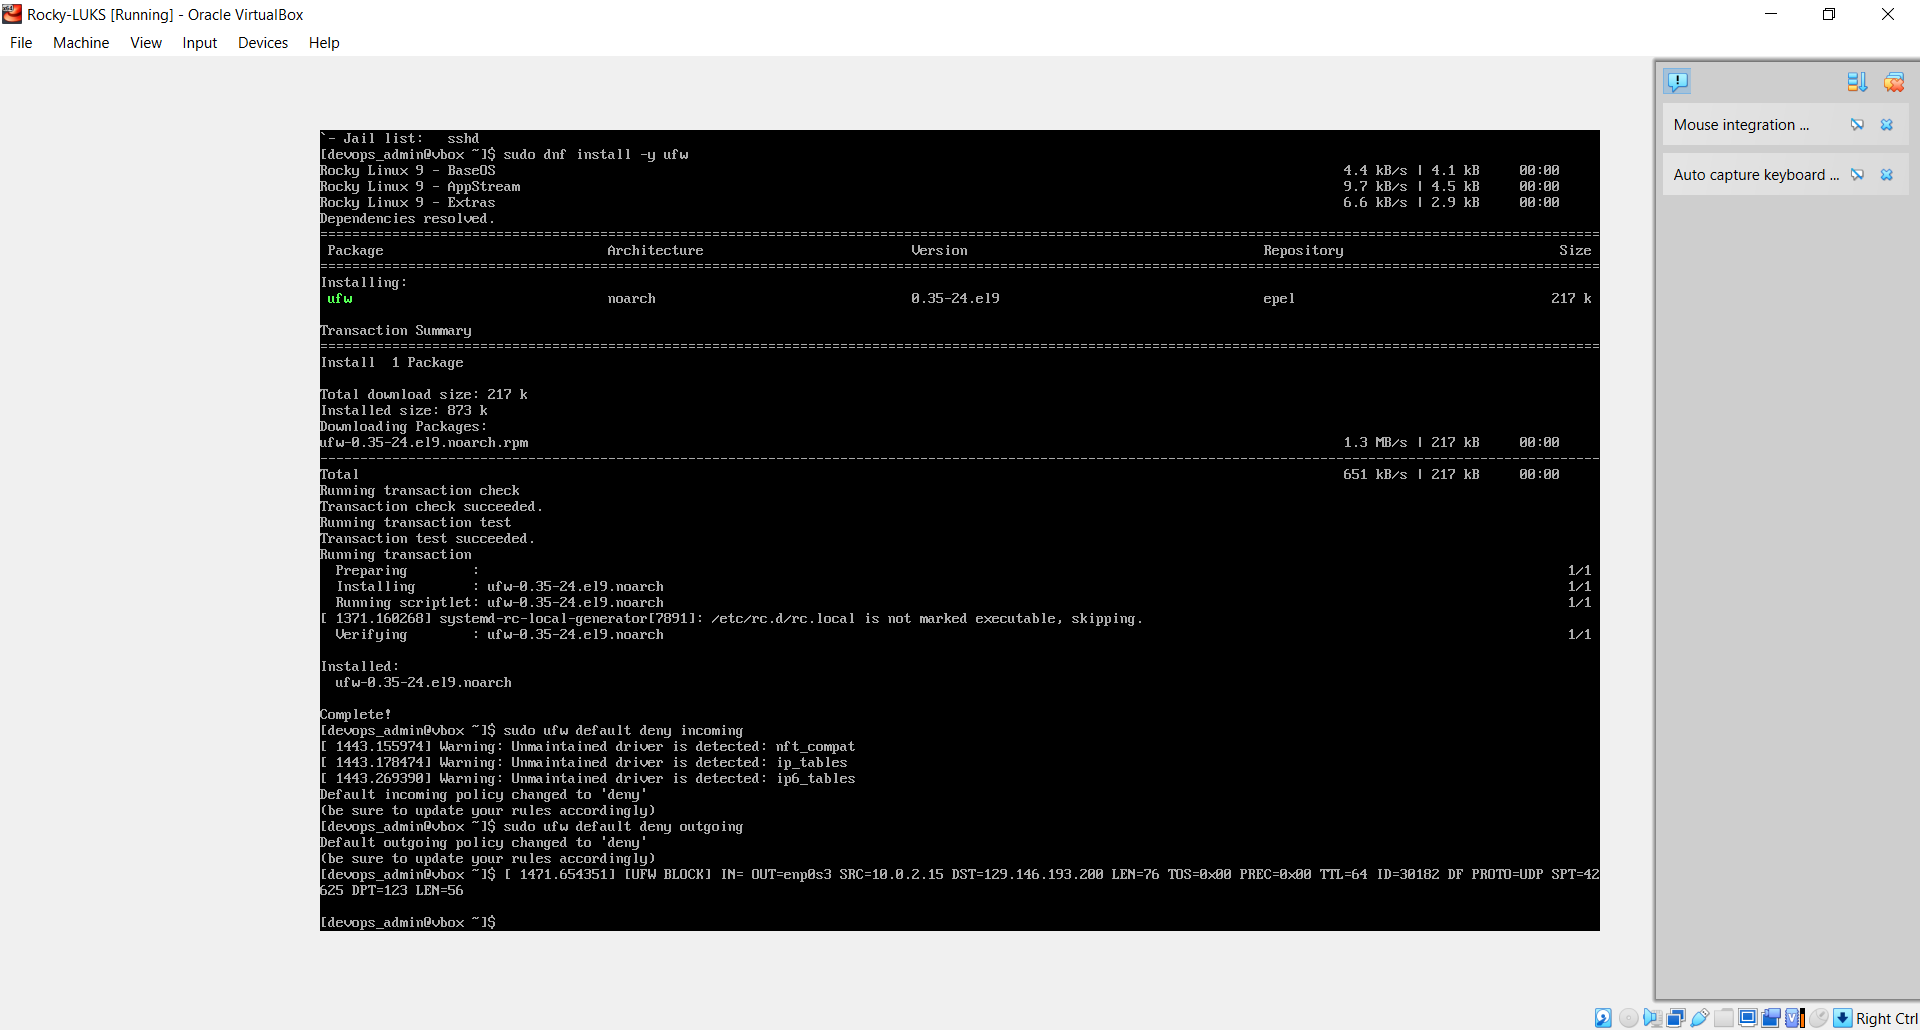 Rocky-LUKS [Running] - Oracle VirtualBox
File Machine View Input Devices Help
Mouse integration ...
Auto capture keyboard ...
`- Jail list: sshd
[devops_admin@vbox ~]$ sudo dnf install -y ufw
Rocky Linux 9 - BaseOS 4.4 kB/s | 4.1 kB 00:00
Rocky Linux 9 - AppStream 9.7 kB/s | 4.5 kB 00:00
Rocky Linux 9 - Extras 6.6 kB/s | 2.9 kB 00:00
Dependencies resolved.
Package Architecture Version Repository Size
Installing:
ufw noarch 0.35-24.el9 epel 217 k
Transaction Summary
Install 1 Package
Total download size: 217 k
Installed size: 873 k
Downloading Packages:
ufw-0.35-24.el9.noarch.rpm 1.3 MB/s | 217 kB 00:00
Total 651 kB/s | 217 kB 00:00
Running transaction check
Transaction check succeeded.
Running transaction test
Transaction test succeeded.
Running transaction
Preparing : 1/1
Installing : ufw-0.35-24.el9.noarch 1/1
Running scriptlet: ufw-0.35-24.el9.noarch 1/1
[ 1371.160268] systemd-rc-local-generator[7891]: /etc/rc.d/rc.local is not marked executable, skipping.
Verifying : ufw-0.35-24.el9.noarch 1/1
Installed:
ufw-0.35-24.el9.noarch
Complete!
[devops_admin@vbox ~]$ sudo ufw default deny incoming
[ 1443.155974] Warning: Unmaintained driver is detected: nft_compat
[ 1443.178474] Warning: Unmaintained driver is detected: ip_tables
[ 1443.269390] Warning: Unmaintained driver is detected: ip6_tables
Default incoming policy changed to 'deny'
(be sure to update your rules accordingly)
[devops_admin@vbox ~]$ sudo ufw default deny outgoing
Default outgoing policy changed to 'deny'
(be sure to update your rules accordingly)
[devops_admin@vbox ~]$ [ 1471.654351] [UFW BLOCK] IN= OUT=enp0s3 SRC=10.0.2.15 DST=129.146.193.200 LEN=76 TOS=0x00 PREC=0x00 TTL=64 ID=30182 DF PROTO=UDP SPT=42
625 DPT=123 LEN=56
[devops_admin@vbox ~]$
Right Ctrl